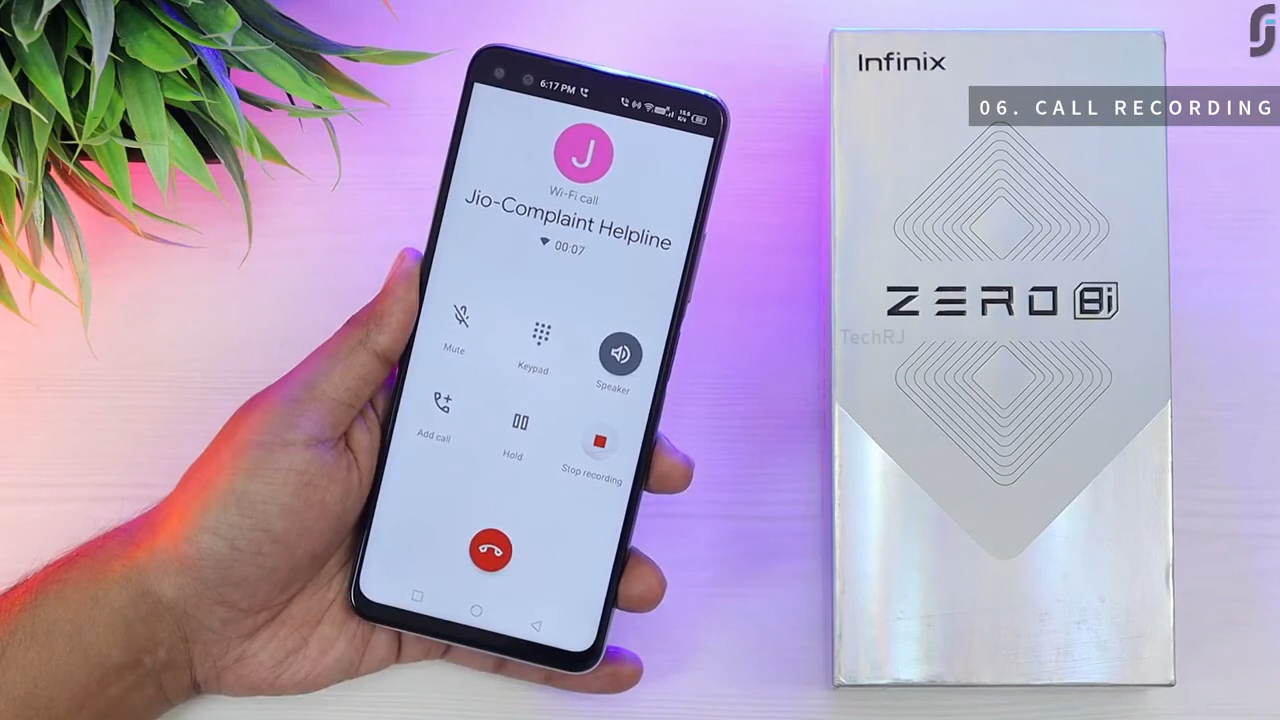 6:17 PM
J
Wi-Fi call
Jio-Complaint Helpline
00:07
Mute
Keypad
Speaker
Add call
Hold
Stop recording
Infinix
06. CALL RECORDING
ZERO 8i
TechRJ